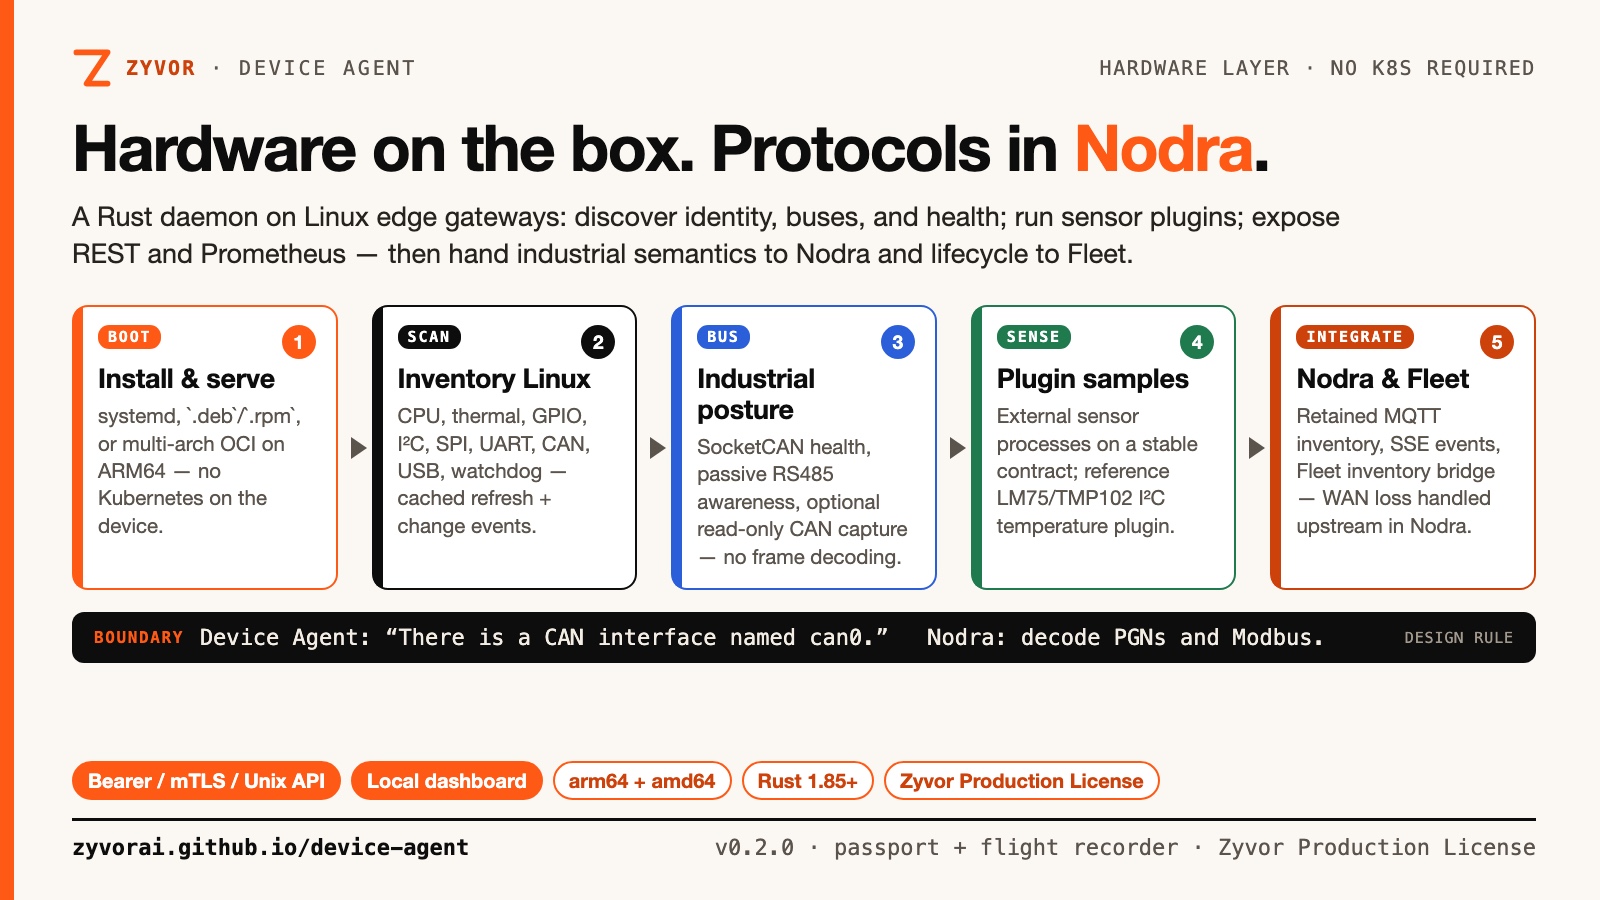 ZYVOR · DEVICE AGENT
HARDWARE LAYER · NO K8S REQUIRED
Hardware on the box. Protocols in Nodra.
A Rust daemon on Linux edge gateways: discover identity, buses, and health; run sensor plugins; expose
REST and Prometheus — then hand industrial semantics to Nodra and lifecycle to Fleet.
BOOT
1
Install & serve
systemd, `.deb`/`.rpm`,
or multi-arch OCI on
ARM64 — no
Kubernetes on the
device.
SCAN
2
Inventory Linux
CPU, thermal, GPIO,
I²C, SPI, UART, CAN,
USB, watchdog —
cached refresh +
change events.
BUS
3
Industrial
posture
SocketCAN health,
passive RS485
awareness, optional
read-only CAN capture
— no frame decoding.
SENSE
4
Plugin samples
External sensor
processes on a stable
contract; reference
LM75/TMP102 I²C
temperature plugin.
INTEGRATE
5
Nodra & Fleet
Retained MQTT
inventory, SSE events,
Fleet inventory bridge
— WAN loss handled
upstream in Nodra.
BOUNDARY Device Agent: “There is a CAN interface named can0.” Nodra: decode PGNs and Modbus. DESIGN RULE
Bearer / mTLS / Unix API
Local dashboard
arm64 + amd64
Rust 1.85+
Zyvor Production License
zyvorai.github.io/device-agent
v0.2.0 · passport + flight recorder · Zyvor Production License